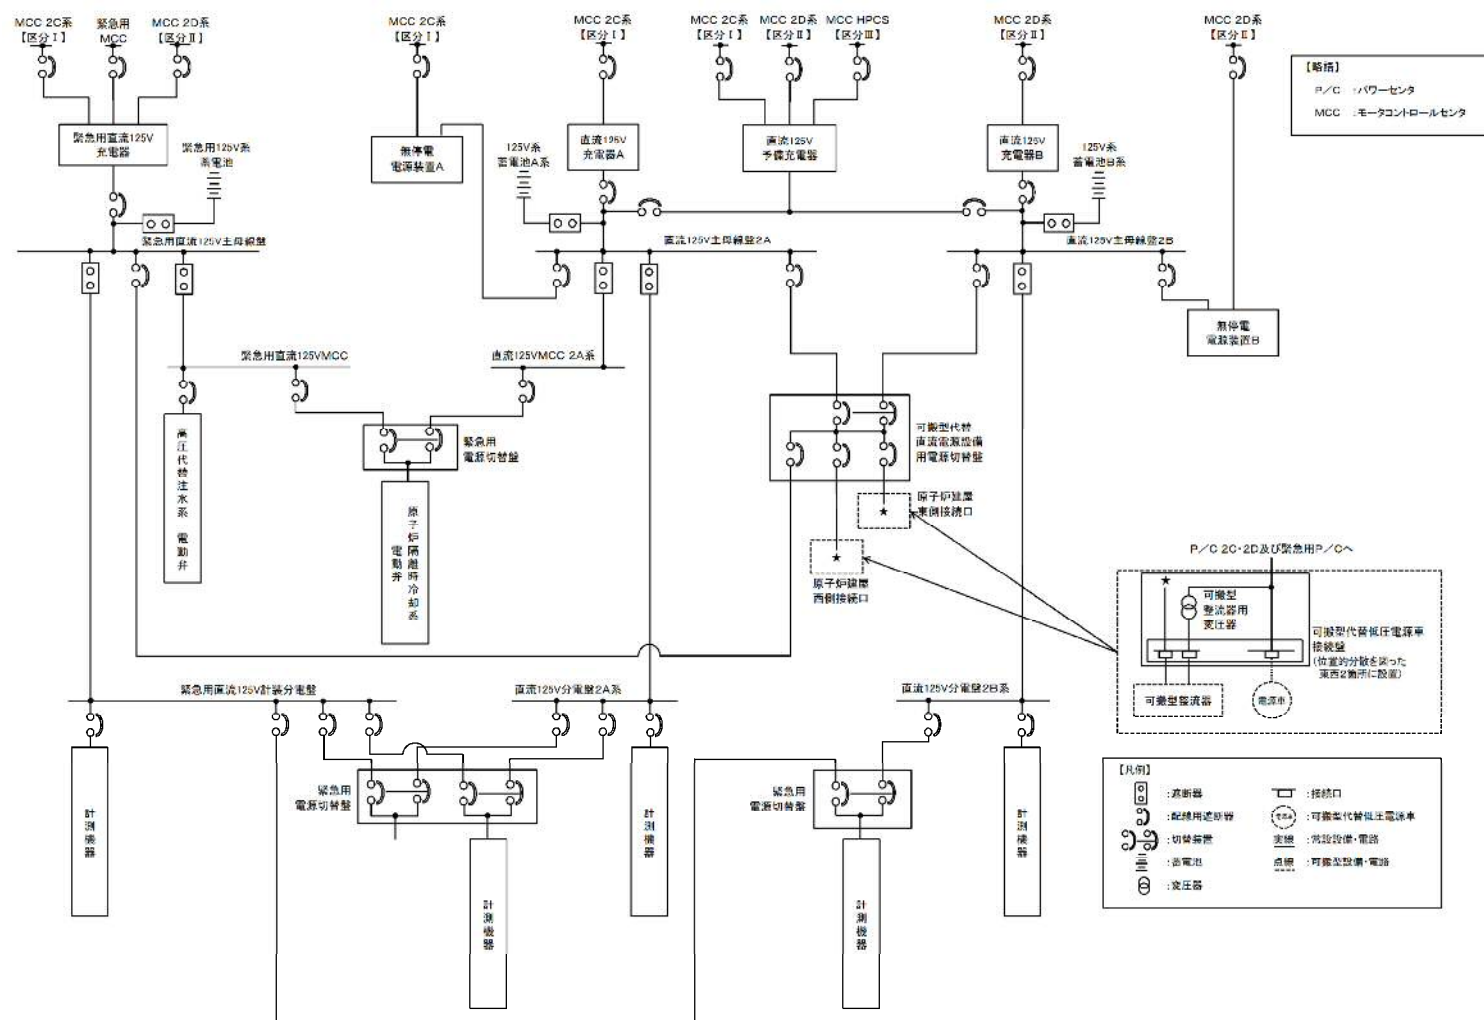 MCC 2C系
【区分Ⅰ】
緊急用
MCC
MCC 2D系
【区分Ⅱ】
MCC 2C系
【区分Ⅰ】
MCC 2C系
【区分Ⅰ】
MCC 2C系
【区分Ⅰ】
MCC 2D系
【区分Ⅱ】
MCC HPCS
【区分Ⅲ】
MCC 2D系
【区分Ⅱ】
MCC 2D系
【区分Ⅱ】
【略語】
P/C :パワーセンタ
MCC :モータコントロールセンタ
緊急用直流125V
充電器
緊急用125V系
蓄電池
無停電
電源装置A
125V系
蓄電池A系
直流125V
充電器A
直流125V
予備充電器
直流125V
充電器B
125V系
蓄電池B系
緊急用直流125V主母線盤
直流125V主母線盤2A
直流125V主母線盤2B
無停電
電源装置B
緊急用直流125VMCC
直流125VMCC 2A系
高圧代替注水系 電動弁
緊急用
電源切替盤
原子炉隔離時冷却系
電動弁
可搬型代替
直流電源設備
用電源切替盤
原子炉建屋
東側接続口
原子炉建屋
西側接続口
P/C 2C・2D及び緊急用P/Cへ
可搬型
整流器用
変圧器
可搬型代替低圧電源車
接続盤
(位置的分散を図った
東西2箇所に設置)
可搬型整流器
電源車
緊急用直流125V計装分電盤
直流125V分電盤2A系
直流125V分電盤2B系
計測機器
緊急用
電源切替盤
計測機器
計測機器
緊急用
電源切替盤
計測機器
計測機器
【凡例】
:遮断器
:配線用遮断器
:切替装置
:蓄電池
:変圧器
:接続口
電源車 :可搬型代替低圧電源車
実線 :常設設備・電路
点線 :可搬型設備・電路